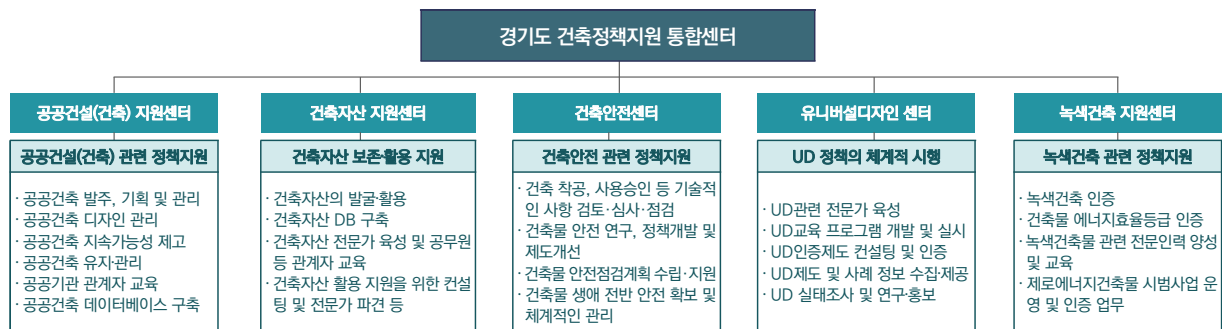 경기도 건축정책지원 통합센터
공공건설(건축) 지원센터
공공건설(건축) 관련 정책지원
· 공공건축 발주, 기획 및 관리
· 공공건축 디자인 관리
· 공공건축 지속가능성 제고
· 공공건축 유지·관리
· 공공기관 관계자 교육
· 공공건축 데이터베이스 구축
건축자산 지원센터
건축자산 보존·활용 지원
· 건축자산의 발굴·활용
· 건축자산 DB 구축
· 건축자산 전문가 육성 및 공무원
등 관계자 교육
· 건축자산 활용 지원을 위한 컨설
팅 및 전문가 파견 등
건축안전센터
건축안전 관련 정책지원
· 건축 착공, 사용승인 등 기술적
인 사항 검토·심사·점검
· 건축물 안전 연구, 정책개발 및
제도개선
· 건축물 안전점검계획 수립·지원
· 건축물 생애 전반 안전 확보 및
체계적인 관리
유니버설디자인 센터
UD 정책의 체계적 시행
· UD관련 전문가 육성
· UD교육 프로그램 개발 및 실시
· UD인증제도 컨설팅 및 인증
· UD제도 및 사례 정보 수집·제공
· UD 실태조사 및 연구·홍보
녹색건축 지원센터
녹색건축 관련 정책지원
· 녹색건축 인증
· 건축물 에너지효율등급 인증
· 녹색건축물 관련 전문인력 양성
및 교육
· 제로에너지건축물 시범사업 운
영 및 인증 업무